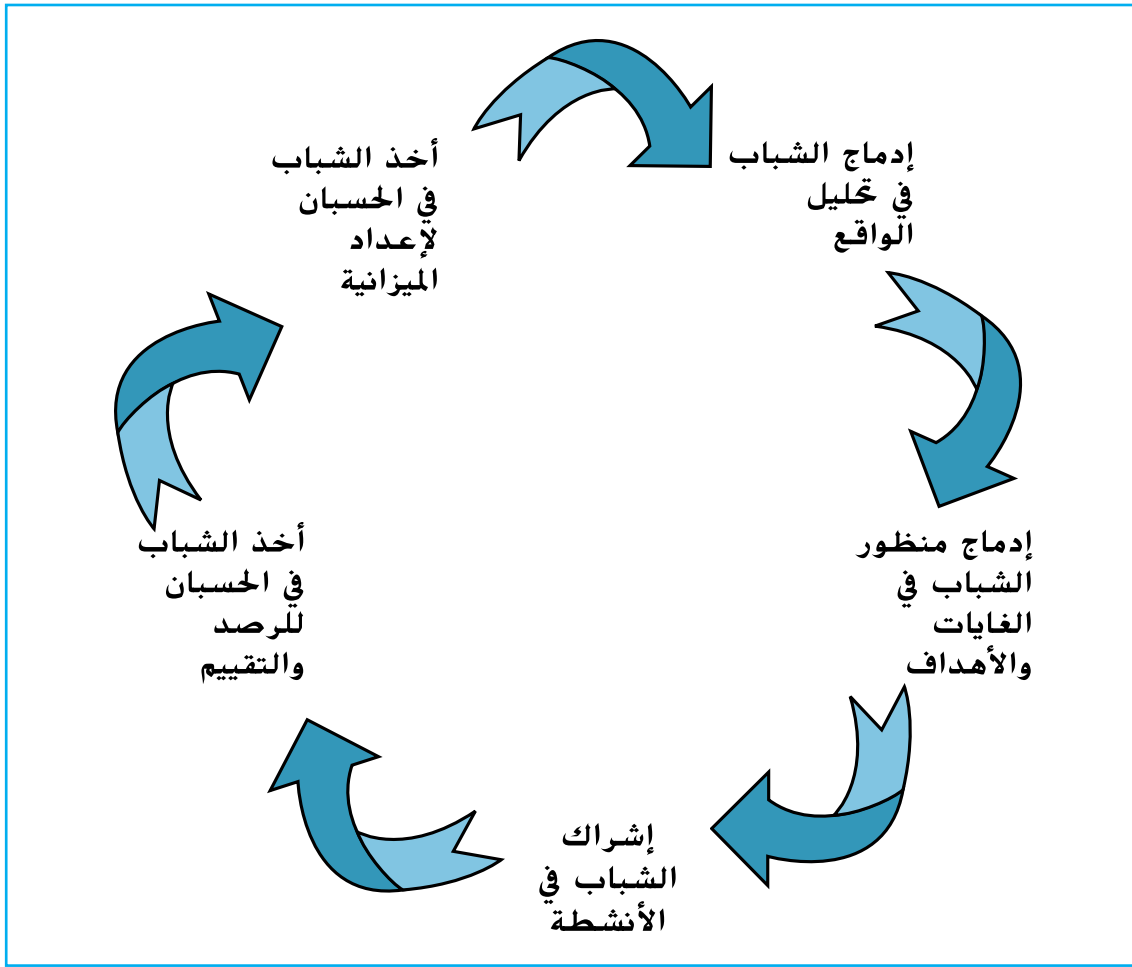 إدماج الشباب
في تحليل
الواقع
إدماج منظور
الشباب في
الغايات
والأهداف
إشراك
الشباب في
الأنشطة
أخذ الشباب
في الحسبان
للرصد
والتقييم
أخذ الشباب
في الحسبان
لإعداد
الميزانية